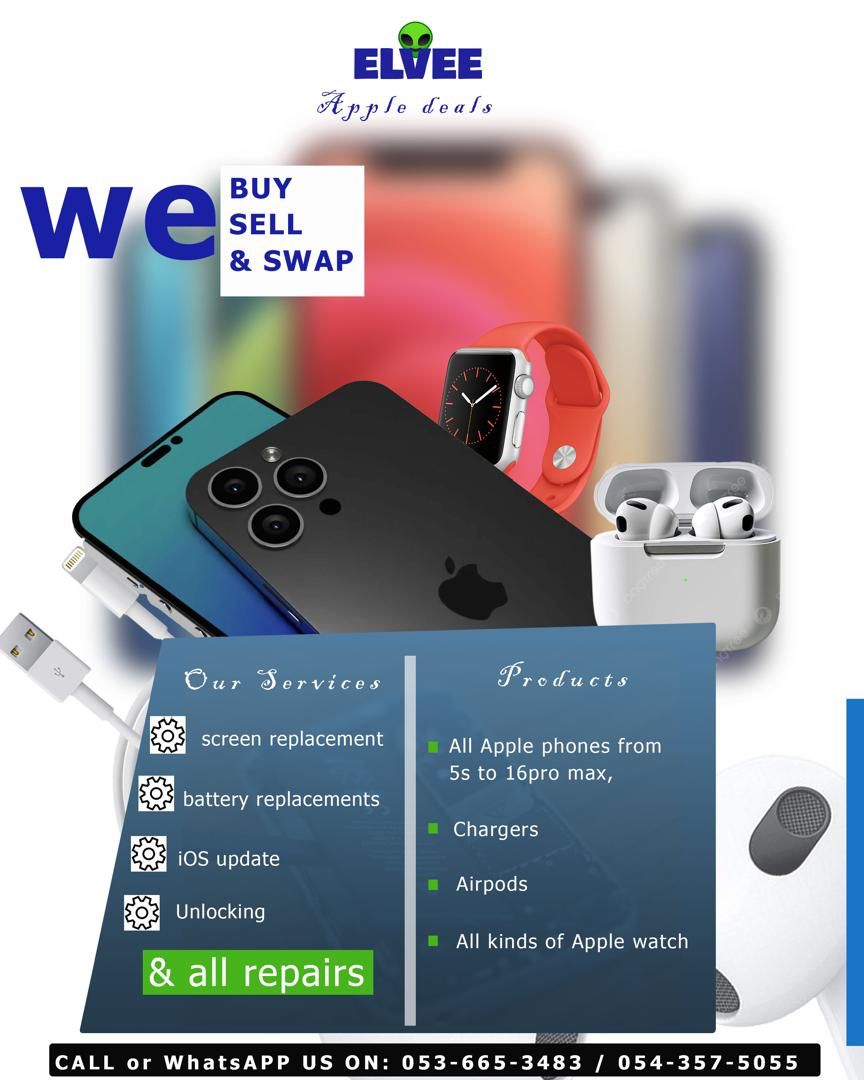 ELVEE
Apple deals
we
BUY
SELL
& SWAP
Our Services
screen replacement
battery replacements
iOS update
Unlocking
& all repairs
Products
All Apple phones from
5s to 16pro max,
Chargers
Airpods
All kinds of Apple watch
CALL or WhatsAPP US ON: 053-665-3483 / 054-357-5055